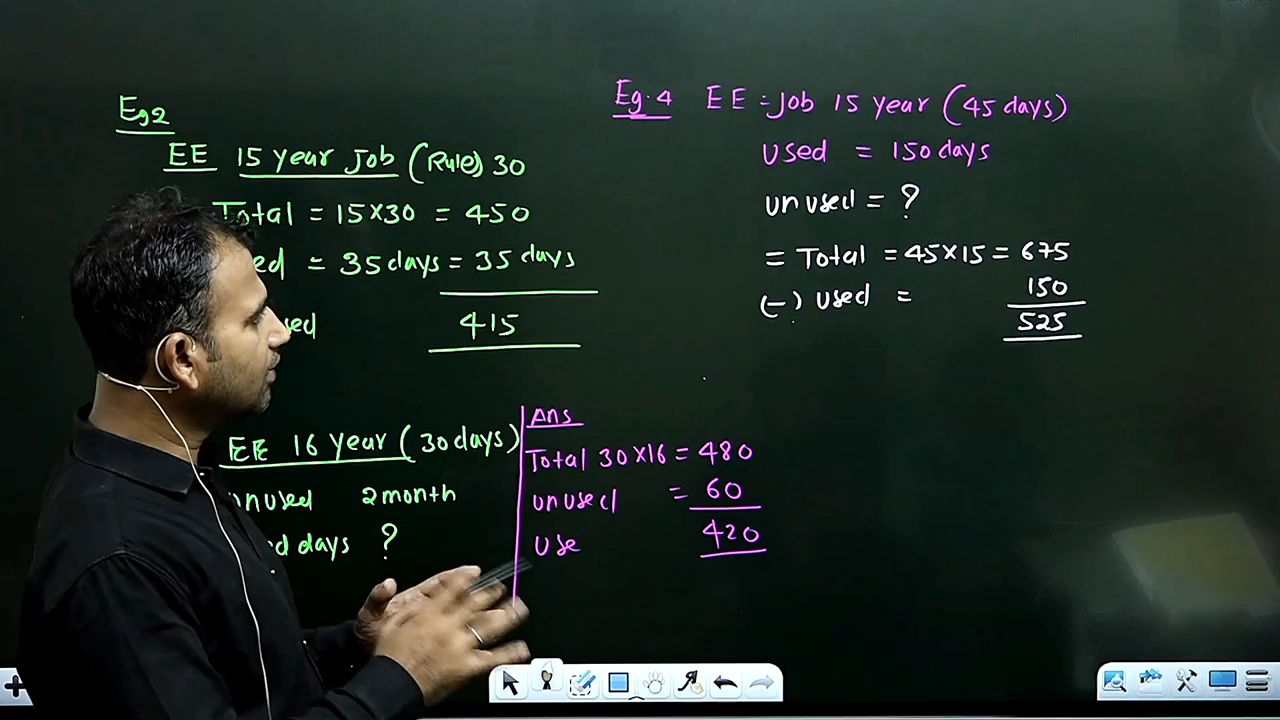 Eg2
EE 15 year Job (Rule) 30
Total = 15×30 = 450
ed = 35 days = 35 days
sed 415
EE 16 year (30 days)
unused 2 month
ed days ?
Ans
Total 30×16 = 480
unused = 60
use 420
Eg.4 EE = Job 15 year (45 days)
used = 150 days
unused = ?
= Total = 45×15 = 675
(-) used = 150
525